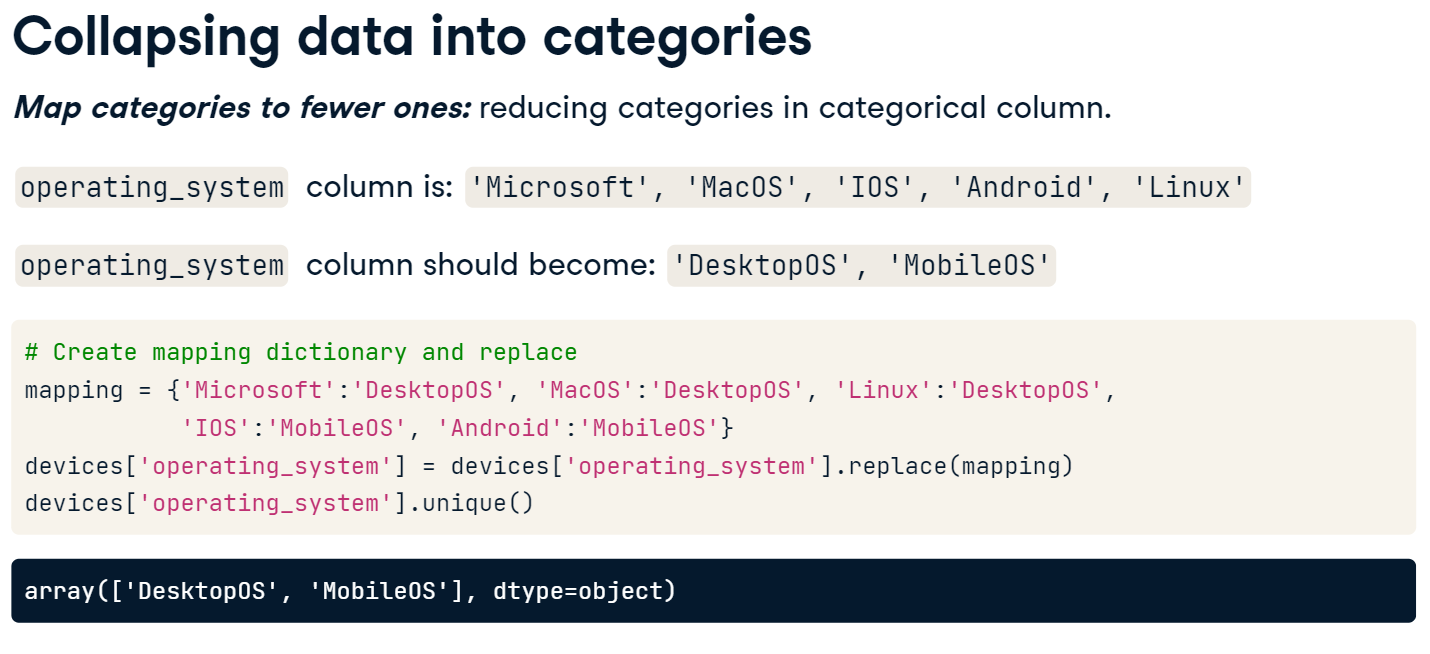 Collapsing data into categories
Map categories to fewer ones: reducing categories in categorical column.
operating_system column is: 'Microsoft', 'MacOS', 'IOS', 'Android', 'Linux'
operating_system column should become: 'DesktopOS', 'MobileOS'
# Create mapping dictionary and replace
mapping = {'Microsoft':'DesktopOS', 'MacOS':'DesktopOS', 'Linux':'DesktopOS',
           'IOS':'MobileOS', 'Android':'MobileOS'}
devices['operating_system'] = devices['operating_system'].replace(mapping)
devices['operating_system'].unique()
array(['DesktopOS', 'MobileOS'], dtype=object)